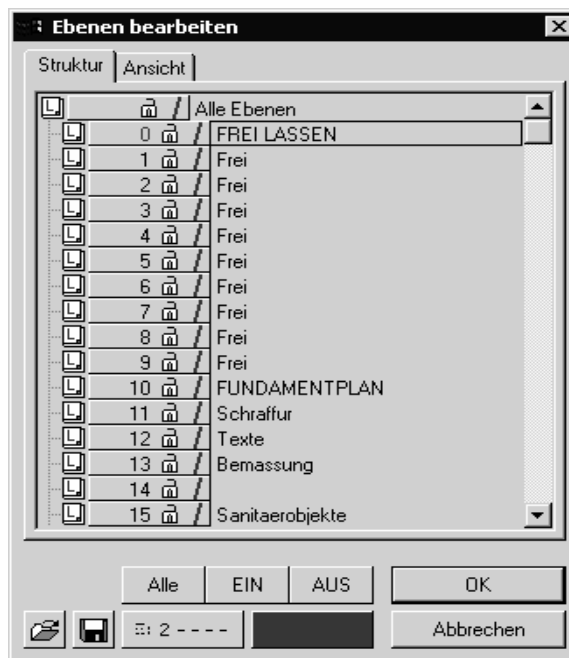 Ebenen bearbeiten
Struktur Ansicht
Alle Ebenen
0 FREI LASSEN
1 Frei
2 Frei
3 Frei
4 Frei
5 Frei
6 Frei
7 Frei
8 Frei
9 Frei
10 FUNDAMENTPLAN
11 Schraffur
12 Texte
13 Bemassung
14
15 Sanitaerobjekte
Alle EIN AUS OK
2 ---- Abbrechen